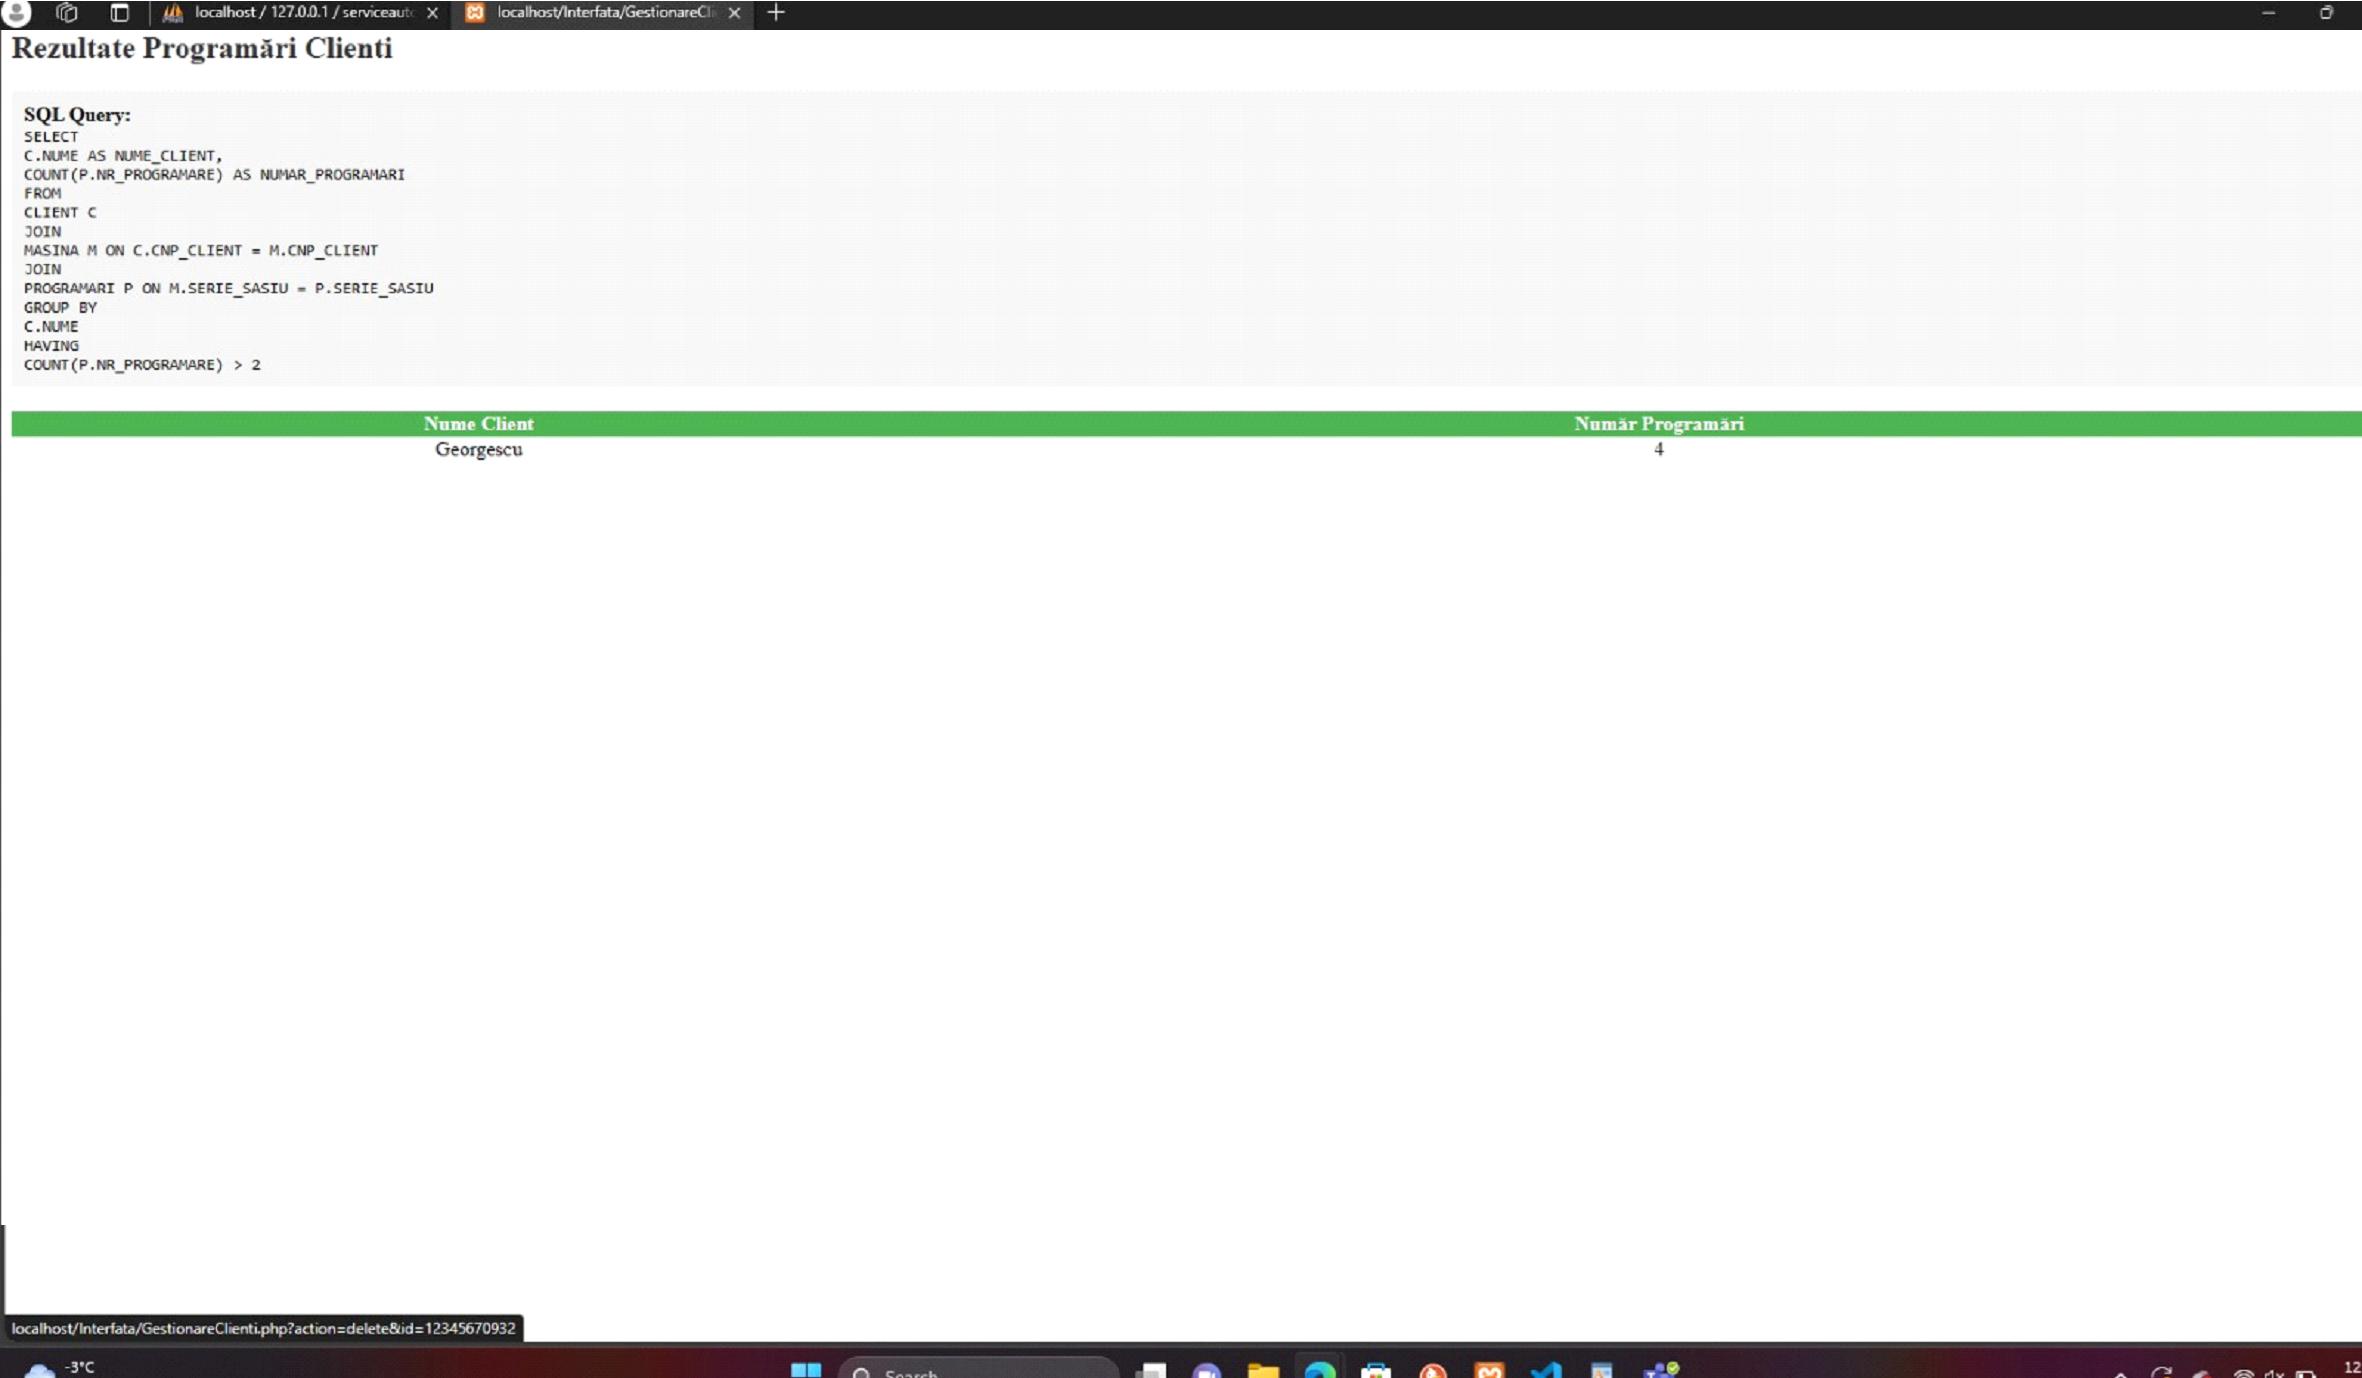 localhost / 127.0.0.1 / serviceaut
localhost/Interfata/GestionareCl
Rezultate Programări Clienti
SQL Query:
SELECT
C.NUME AS NUME_CLIENT,
COUNT(P.NR_PROGRAMARE) AS NUMAR_PROGRAMARI
FROM
CLIENT C
JOIN
MASINA M ON C.CNP_CLIENT = M.CNP_CLIENT
JOIN
PROGRAMARI P ON M.SERIE_SASIU = P.SERIE_SASIU
GROUP BY
C.NUME
HAVING
COUNT(P.NR_PROGRAMARE) > 2
Nume Client Număr Programări
Georgescu 4
localhost/Interfata/GestionareClienti.php?action=delete&id=12345670932
-3°C
Search
12